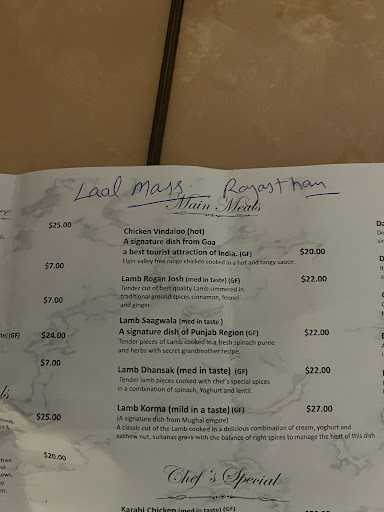 Laal Mass Rajasthan
Main Meals
$25.00
$7.00
$7.00
te) (GF) $24.00
$7.00
$25.00
$20.00
Chicken Vindaloo (hot)
A signature dish from Goa
a best tourist attraction of India. (GF) $20.00
Elgin valley free range chicken cooked in a hot and tangy sauce.
Lamb Rogan Josh (med in taste) (GF) $22.00
Tender cut of best quality Lamb simmered in
traditional ground spices cinnamon, fennel
and ginger.
Lamb Saagwala (med in taste )
A signature dish of Punjab Region (GF) $22.00
Tender pieces of Lamb cooked in a fresh spinach puree
and herbs with secret grandmother recipe.
Lamb Dhansak (med in taste) (GF) $22.00
Tender lamb pieces cooked with chef's special spices
in a combination of spinach, Yoghurt and lentil.
Lamb Korma (mild in a taste) (GF) $27.00
(A signature dish from Mughal empire)
A classic cut of the Lamb cooked in a delicious combination of cream, yoghurt and
cashew nut, sultanas gravy with the balance of right spices to manage the heat of this dish
Chef's Special
Karahi Chicken (med in taste) (GF)